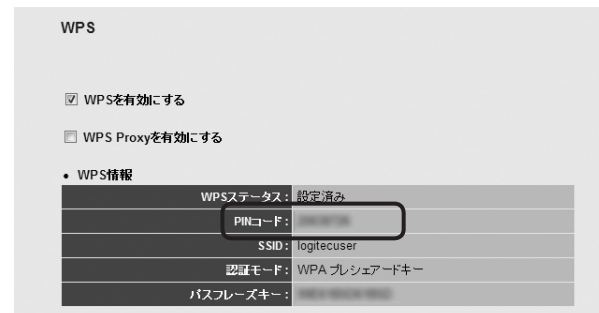 WPS
WPSを有効にする
WPS Proxyを有効にする
• WPS情報
WPSステータス: 設定済み
PINコード:
SSID: logitecuser
認証モード: WPA プレシェアードキー
パスフレーズキー: